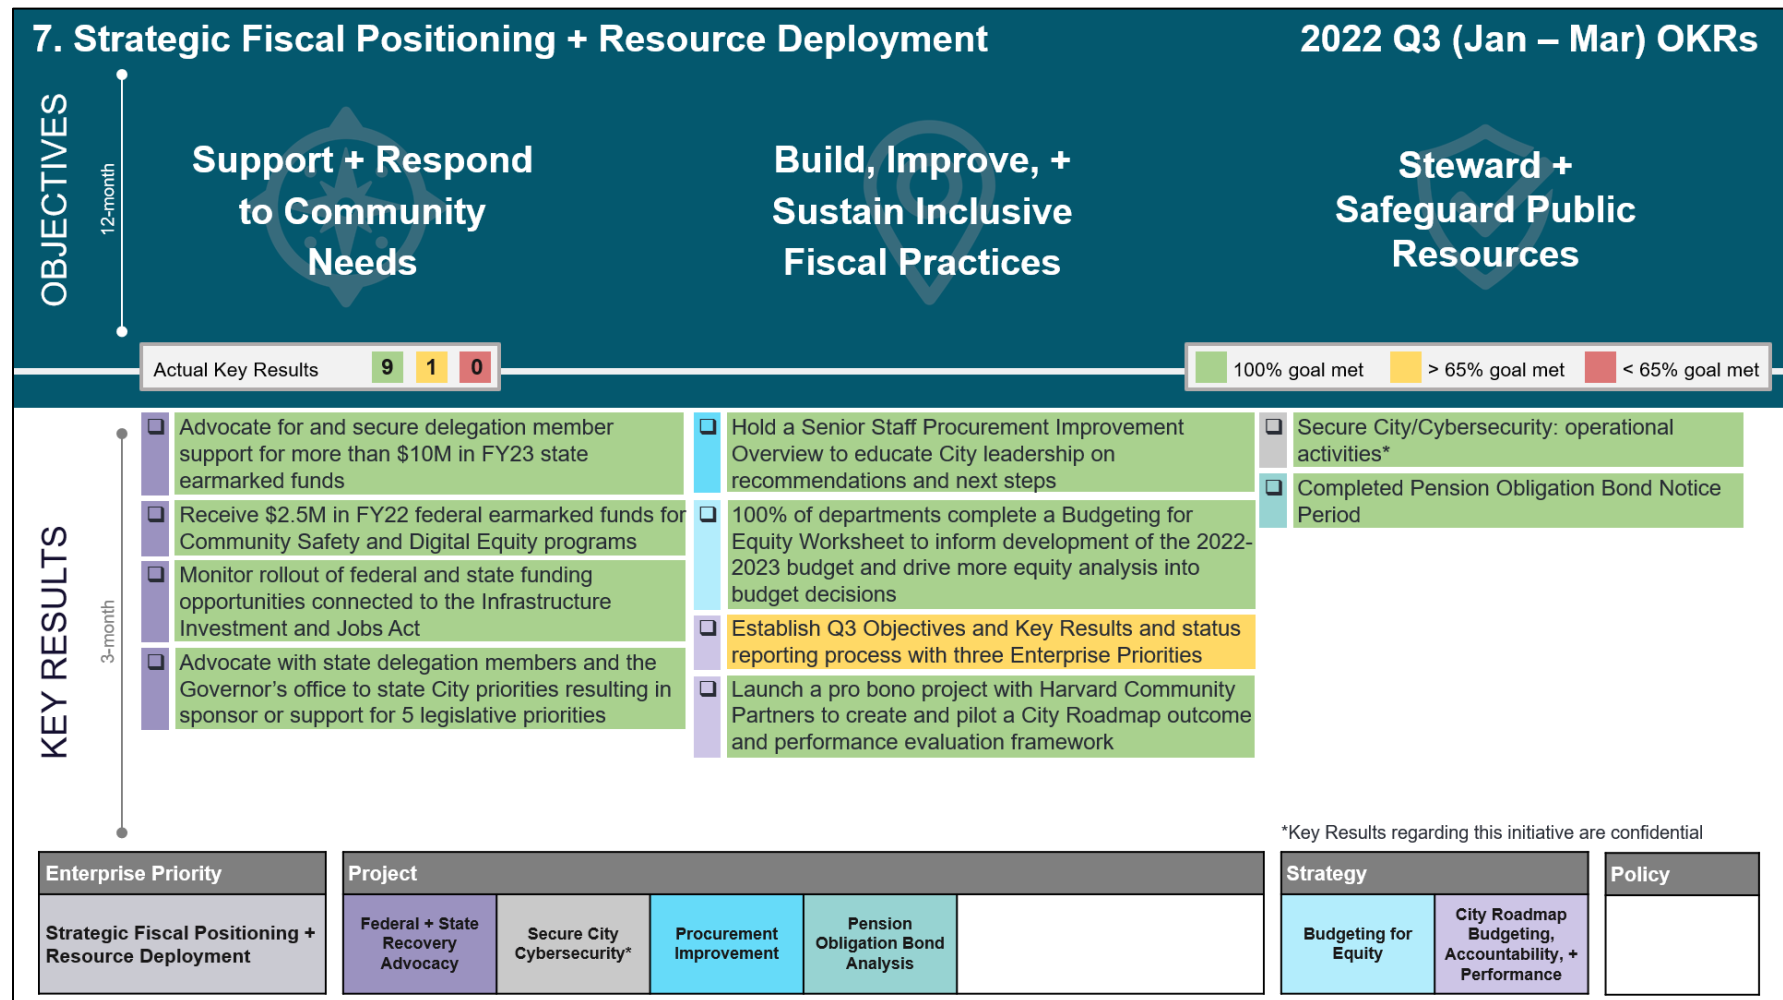 7. Strategic Fiscal Positioning + Resource Deployment
2022 Q3 (Jan – Mar) OKRs
OBJECTIVES
12-month
Support + Respond
to Community
Needs
Build, Improve, +
Sustain Inclusive
Fiscal Practices
Steward +
Safeguard Public
Resources
Actual Key Results 9 1 0
100% goal met > 65% goal met < 65% goal met
KEY RESULTS
3-month
❑ Advocate for and secure delegation member
support for more than $10M in FY23 state
earmarked funds
❑ Receive $2.5M in FY22 federal earmarked funds for
Community Safety and Digital Equity programs
❑ Monitor rollout of federal and state funding
opportunities connected to the Infrastructure
Investment and Jobs Act
❑ Advocate with state delegation members and the
Governor’s office to state City priorities resulting in
sponsor or support for 5 legislative priorities
❑ Hold a Senior Staff Procurement Improvement
Overview to educate City leadership on
recommendations and next steps
❑ 100% of departments complete a Budgeting for
Equity Worksheet to inform development of the 2022-
2023 budget and drive more equity analysis into
budget decisions
❑ Establish Q3 Objectives and Key Results and status
reporting process with three Enterprise Priorities
❑ Launch a pro bono project with Harvard Community
Partners to create and pilot a City Roadmap outcome
and performance evaluation framework
❑ Secure City/Cybersecurity: operational
activities*
❑ Completed Pension Obligation Bond Notice
Period
*Key Results regarding this initiative are confidential
Enterprise Priority
Strategic Fiscal Positioning +
Resource Deployment
Project
Federal + State
Recovery
Advocacy
Secure City
Cybersecurity*
Procurement
Improvement
Pension
Obligation Bond
Analysis
Strategy
Budgeting for
Equity
City Roadmap
Budgeting,
Accountability, +
Performance
Policy